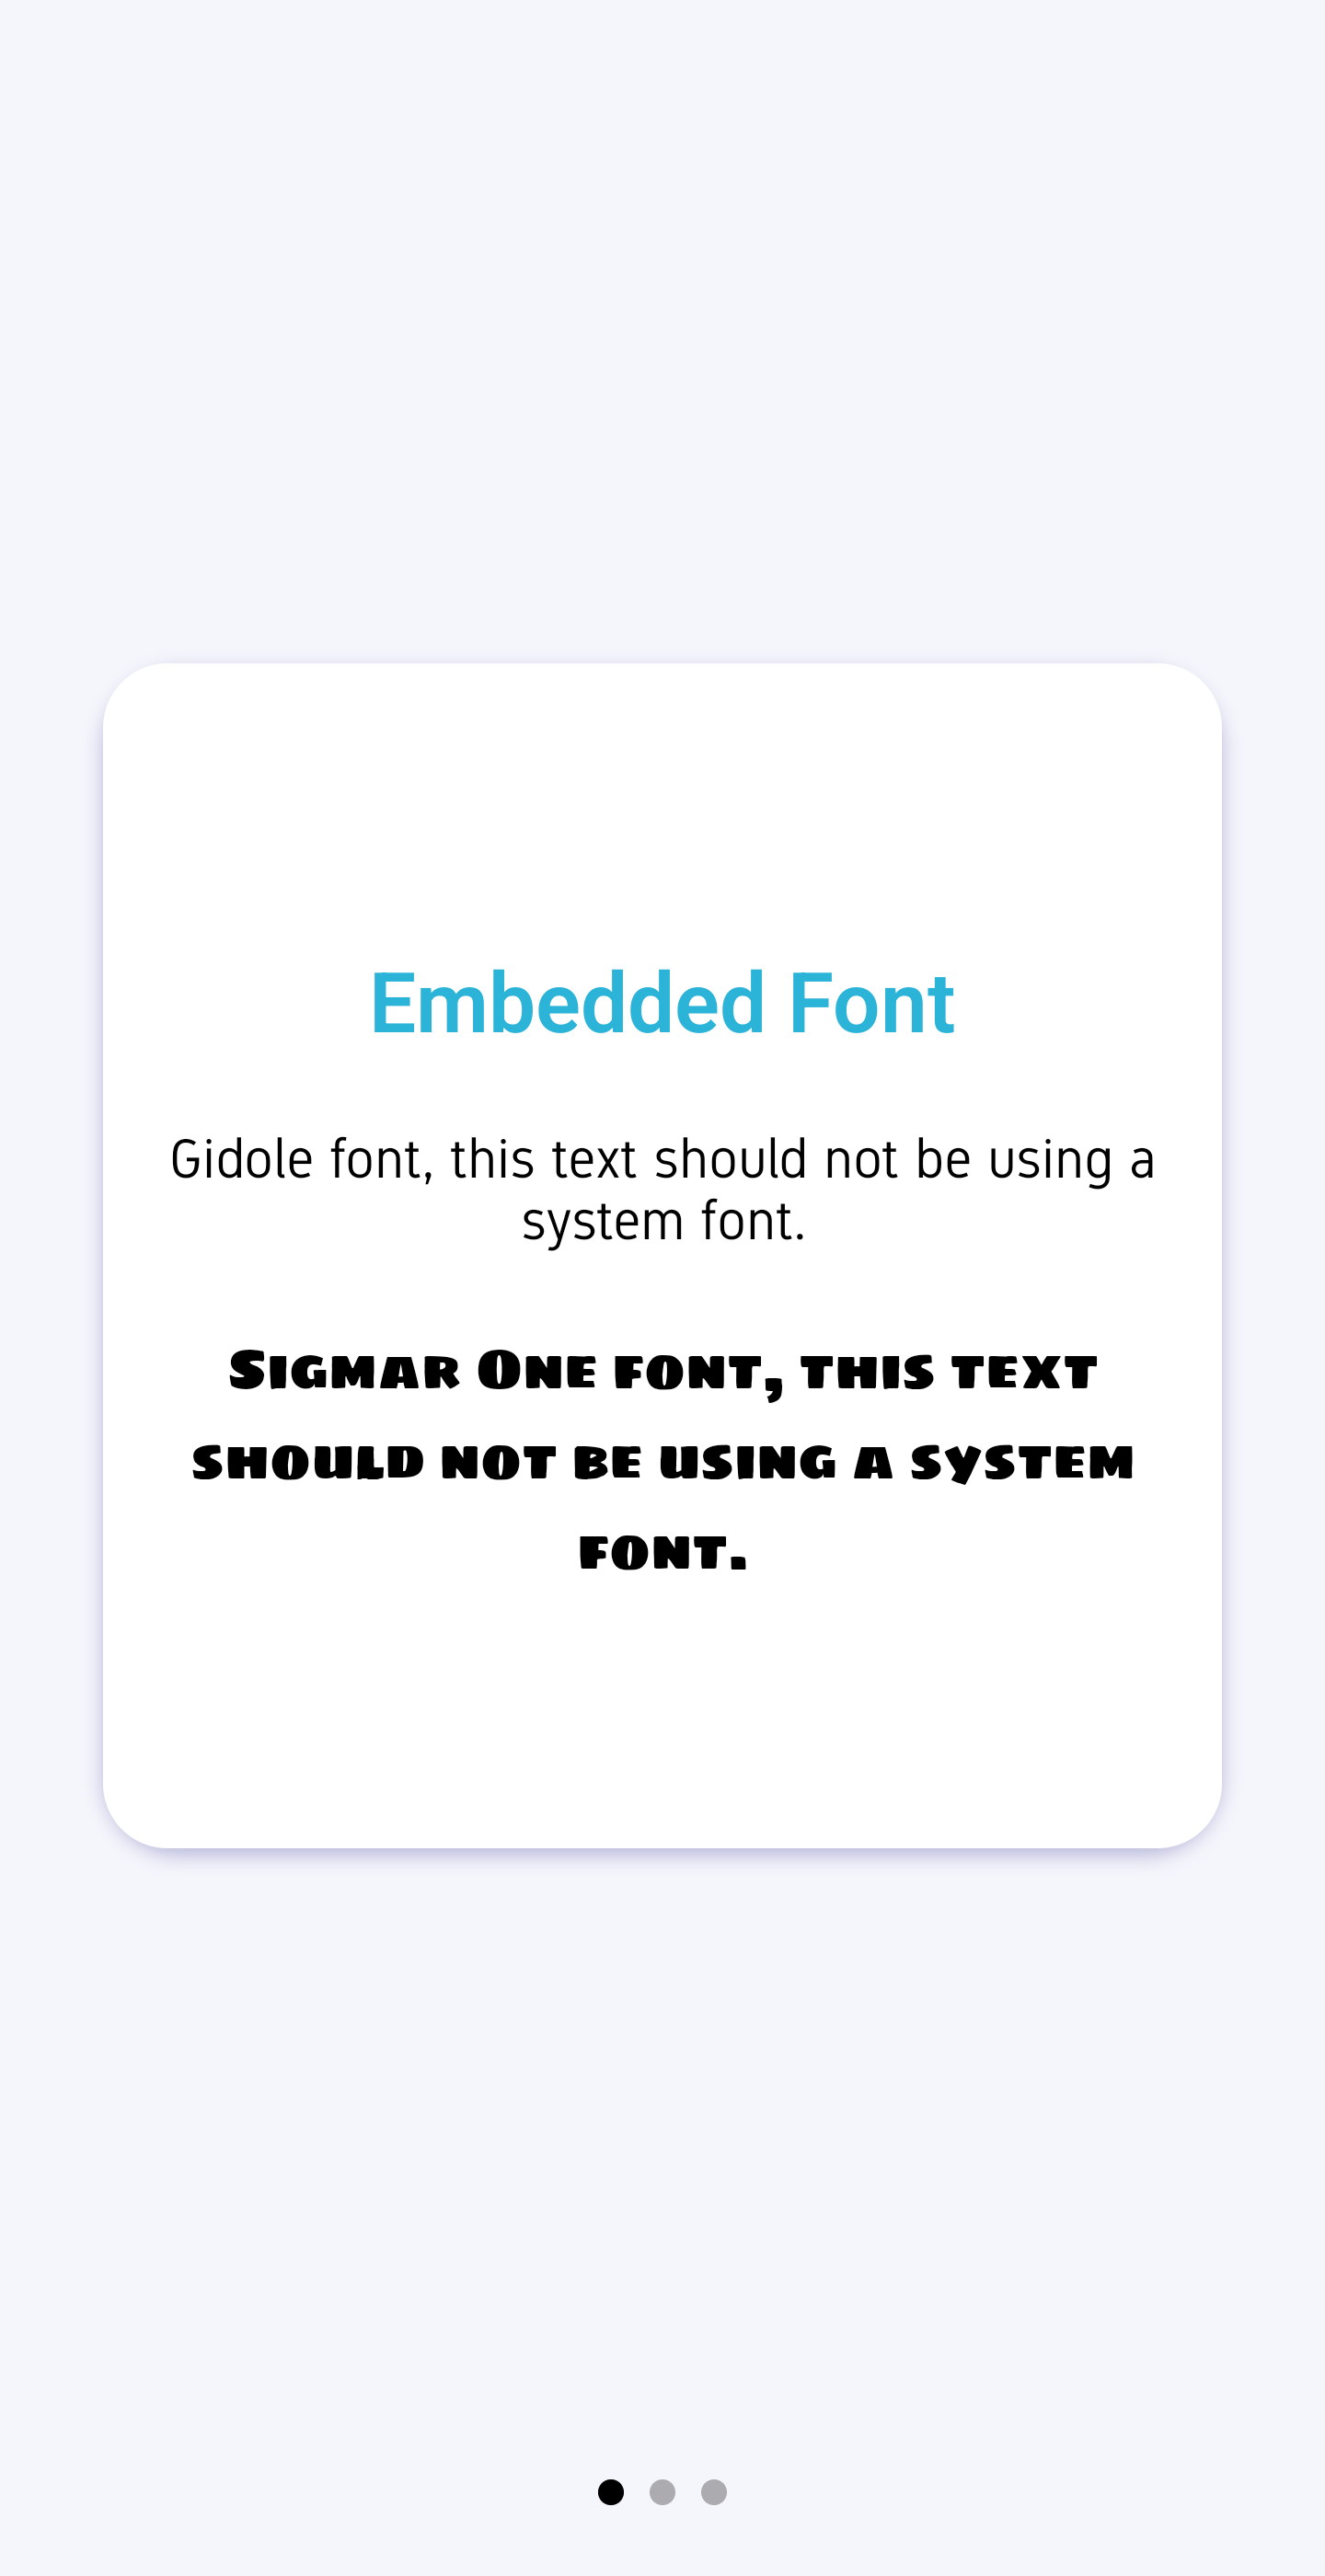 Embedded Font
Gidole font, this text should not be using a
system font.
Sigmar One font, this text
should not be using a system
font.